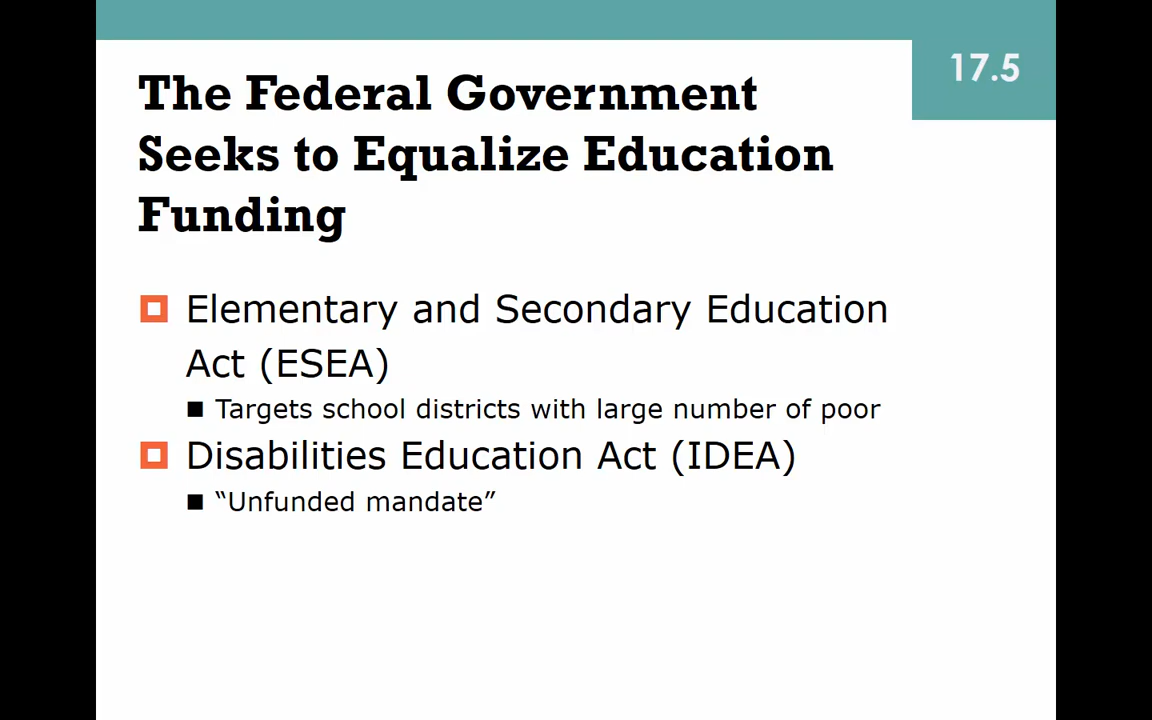 17.5
The Federal Government
Seeks to Equalize Education
Funding
Elementary and Secondary Education
Act (ESEA)
Targets school districts with large number of poor
Disabilities Education Act (IDEA)
“Unfunded mandate”